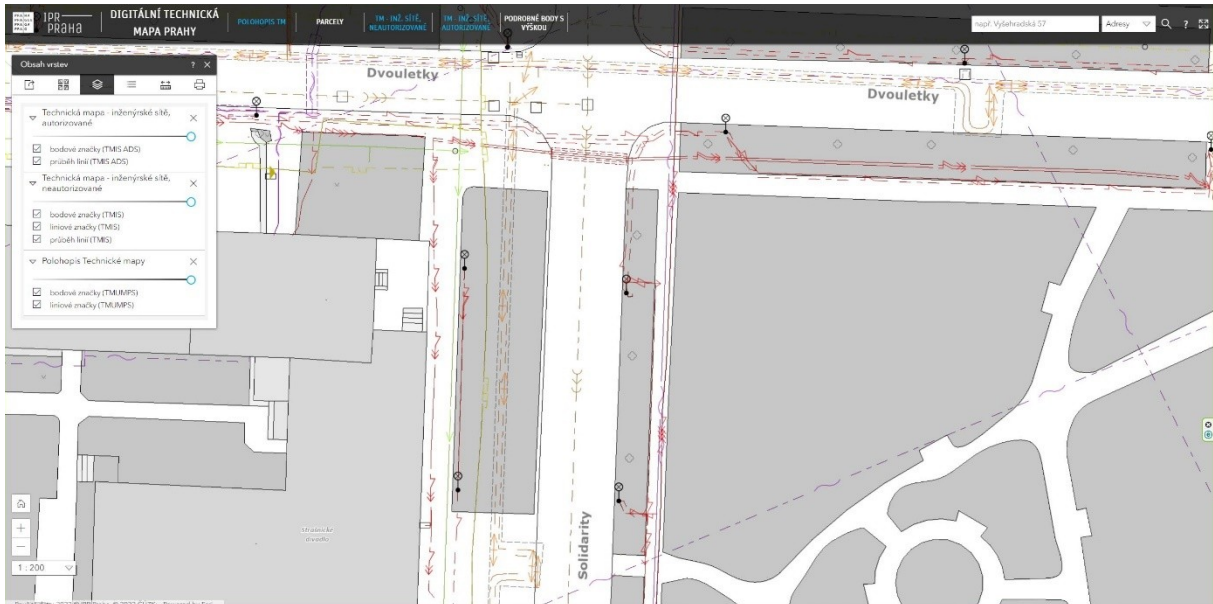 IPR
PRAHA
DIGITÁLNÍ TECHNICKÁ
MAPA PRAHY
POLOHOPIS TM
PARCELY
TM - INŽ. SÍTĚ,
NEAUTORIZOVANÉ
TM - INŽ. SÍTĚ,
AUTORIZOVANÉ
PODROBNÉ BODY S
VÝŠKOU
např. Vyšehradská 57
Adresy
?
Obsah vrstev
? ×
Technická mapa - inženýrské sítě,
autorizované
bodové značky (TMIS ADS)
průběh linií (TMIS ADS)
Technická mapa - inženýrské sítě,
neautorizované
bodové značky (TMIS)
liniové značky (TMIS)
průběh linií (TMIS)
Polohopis Technické mapy
bodové značky (TMUMPS)
liniové značky (TMUMPS)
Dvouletky
Dvouletky
Solidarity
Strašnické
divadlo
+
−
1 : 200